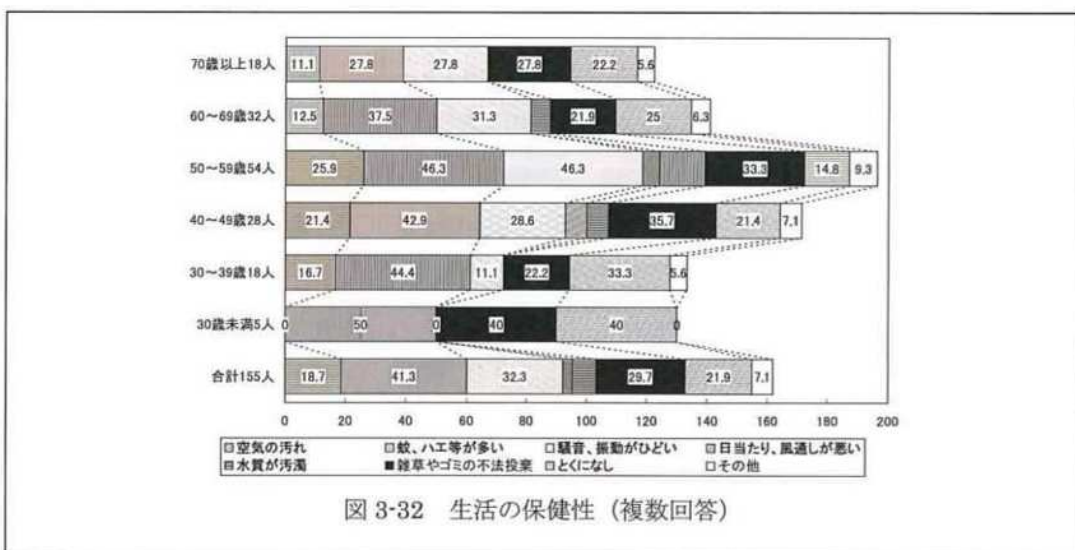 70歳以上18人 11.1 27.8 27.8 27.8 22.2 5.6
60～69歳32人 12.5 37.5 31.3 21.9 25 6.3
50～59歳54人 25.9 46.3 46.3 33.3 14.8 9.3
40～49歳28人 21.4 42.9 28.6 35.7 21.4 7.1
30～39歳18人 16.7 44.4 11.1 22.2 33.3 5.6
30歳未満5人 0 50 0 40 40 0
合計155人 18.7 41.3 32.3 29.7 21.9 7.1
0 20 40 60 80 100 120 140 160 180 200
空気の汚れ 蚊、ハエ等が多い 騒音、振動がひどい 日当たり、風通しが悪い
水質が汚濁 雑草やゴミの不法投棄 とくになし その他
図 3-32 生活の保健性（複数回答）